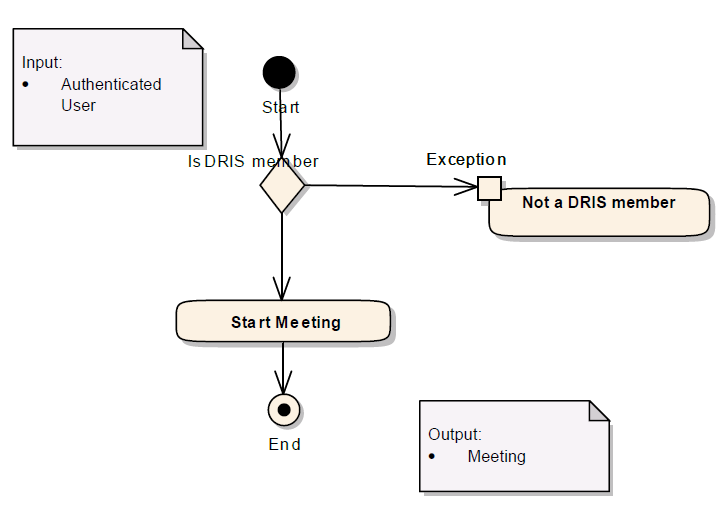 Input:
• Authenticated
User
Start
Is DRIS member
Exception
Not a DRIS member
Start Meeting
End
Output:
• Meeting